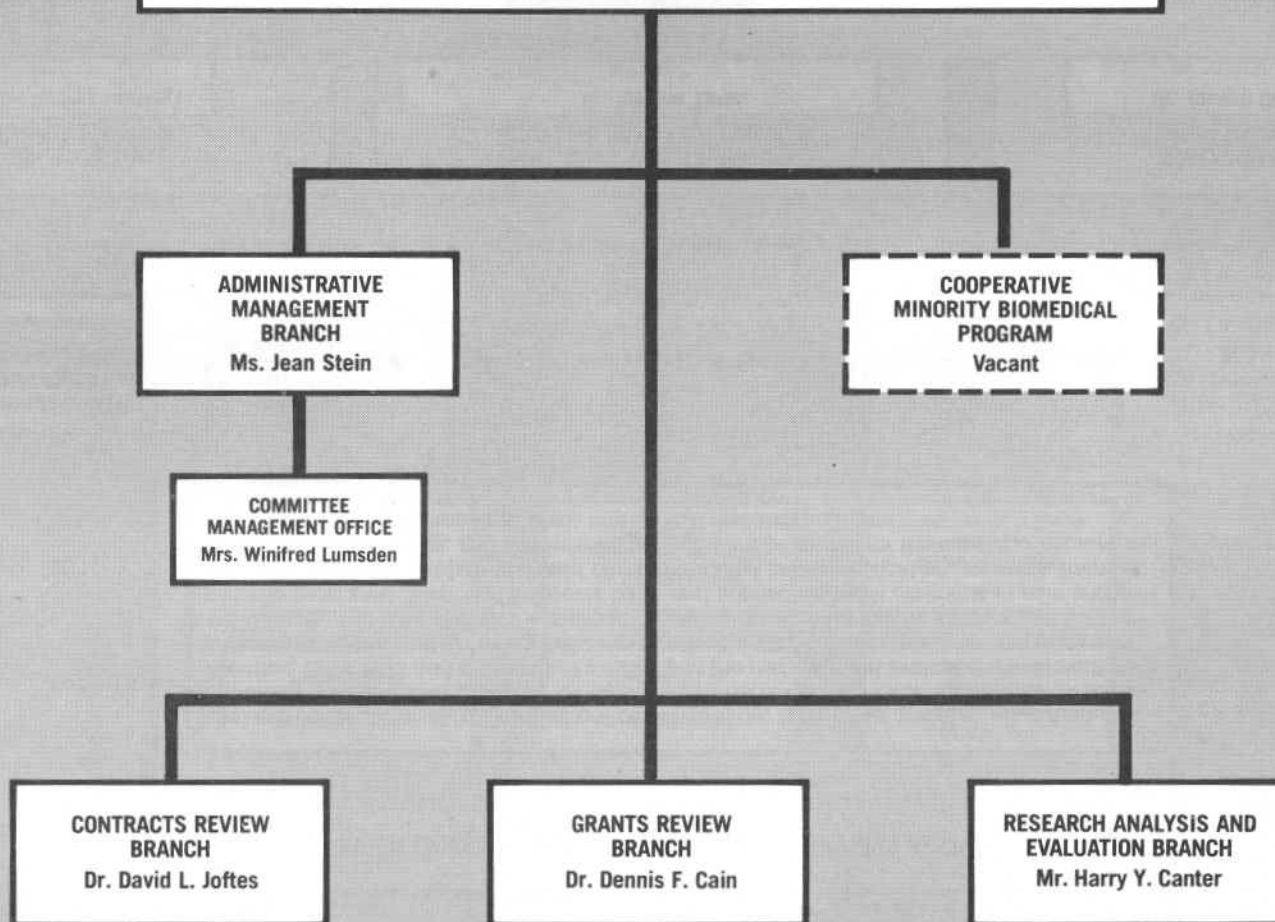 ADMINISTRATIVE
MANAGEMENT
BRANCH
Ms. Jean Stein
COOPERATIVE
MINORITY BIOMEDICAL
PROGRAM
Vacant
COMMITTEE
MANAGEMENT OFFICE
Mrs. Winifred Lumsden
CONTRACTS REVIEW
BRANCH
Dr. David L. Joftes
GRANTS REVIEW
BRANCH
Dr. Dennis F. Cain
RESEARCH ANALYSIS AND
EVALUATION BRANCH
Mr. Harry Y. Canter